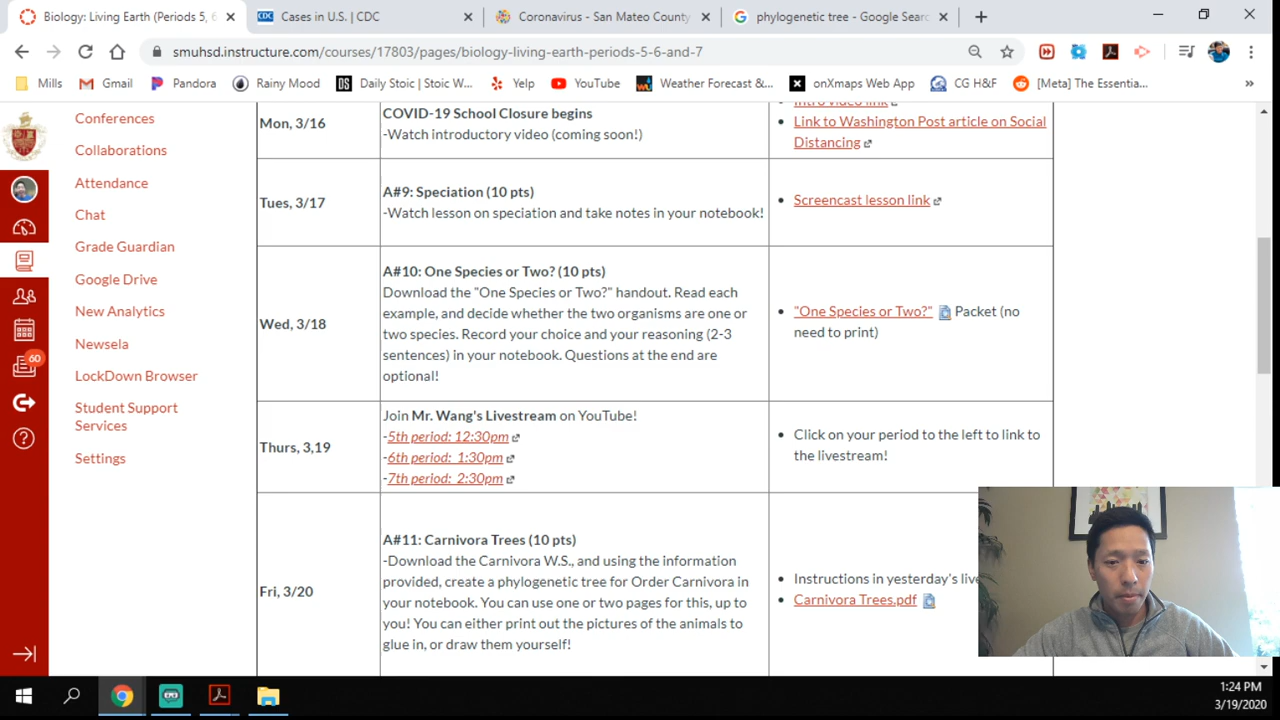 Biology: Living Earth (Periods 5, 6
Cases in U.S. | CDC
Coronavirus - San Mateo County
phylogenetic tree - Google Searc
smuhsd.instructure.com/courses/17803/pages/biology-living-earth-periods-5-6-and-7
Mills
Gmail
Pandora
Rainy Mood
Daily Stoic | Stoic W...
Yelp
YouTube
Weather Forecast &...
onXmaps Web App
CG H&F
[Meta] The Essentia...
Conferences
Collaborations
Attendance
Chat
Grade Guardian
Google Drive
New Analytics
Newsela
LockDown Browser
Student Support
Services
Settings
60
Mon, 3/16
COVID-19 School Closure begins
-Watch introductory video (coming soon!)
Intro video link
Link to Washington Post article on Social
Distancing
Tues, 3/17
A#9: Speciation (10 pts)
-Watch lesson on speciation and take notes in your notebook!
Screencast lesson link
Wed, 3/18
A#10: One Species or Two? (10 pts)
Download the "One Species or Two?" handout. Read each
example, and decide whether the two organisms are one or
two species. Record your choice and your reasoning (2-3
sentences) in your notebook. Questions at the end are
optional!
"One Species or Two?" Packet (no
need to print)
Thurs, 3,19
Join Mr. Wang's Livestream on YouTube!
-5th period: 12:30pm
-6th period: 1:30pm
-7th period: 2:30pm
Click on your period to the left to link to
the livestream!
Fri, 3/20
A#11: Carnivora Trees (10 pts)
-Download the Carnivora W.S., and using the information
provided, create a phylogenetic tree for Order Carnivora in
your notebook. You can use one or two pages for this, up to
you! You can either print out the pictures of the animals to
glue in, or draw them yourself!
Instructions in yesterday's live
Carnivora Trees.pdf
1:24 PM
3/19/2020